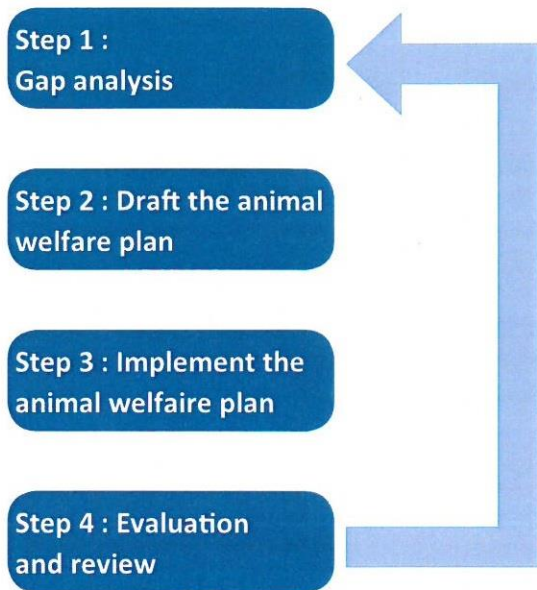 Step 1 :
Gap analysis
Step 2 : Draft the animal
welfare plan
Step 3 : Implement the
animal welfaire plan
Step 4 : Evaluation
and review